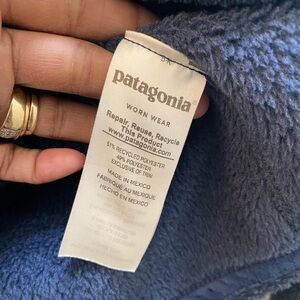 patagonia
WORN WEAR
Repair, Reuse, Recycle
This Product
www.patagonia.com
51% RECYCLED POLYESTER
49% POLYESTER
EXCLUSIVE OF TRIM
MADE IN MEXICO
FABRIQUÉ AU MEXIQUE
HECHO EN MEXICO